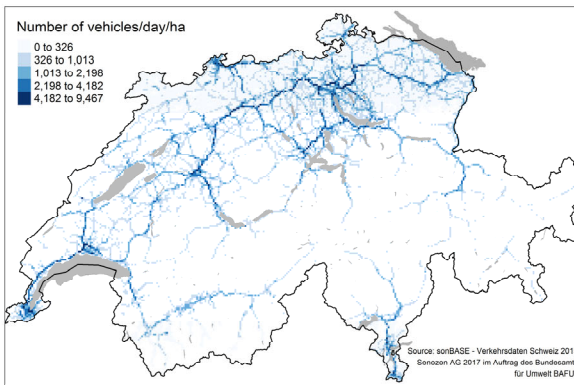 Number of vehicles/day/ha
0 to 326
326 to 1,013
1,013 to 2,198
2,198 to 4,182
4,182 to 9,467
Source: sonBASE - Verkehrsdaten Schweiz 201
Senozon AG 2017 im Auftrag des Bundesamt
für Umwelt BAFU